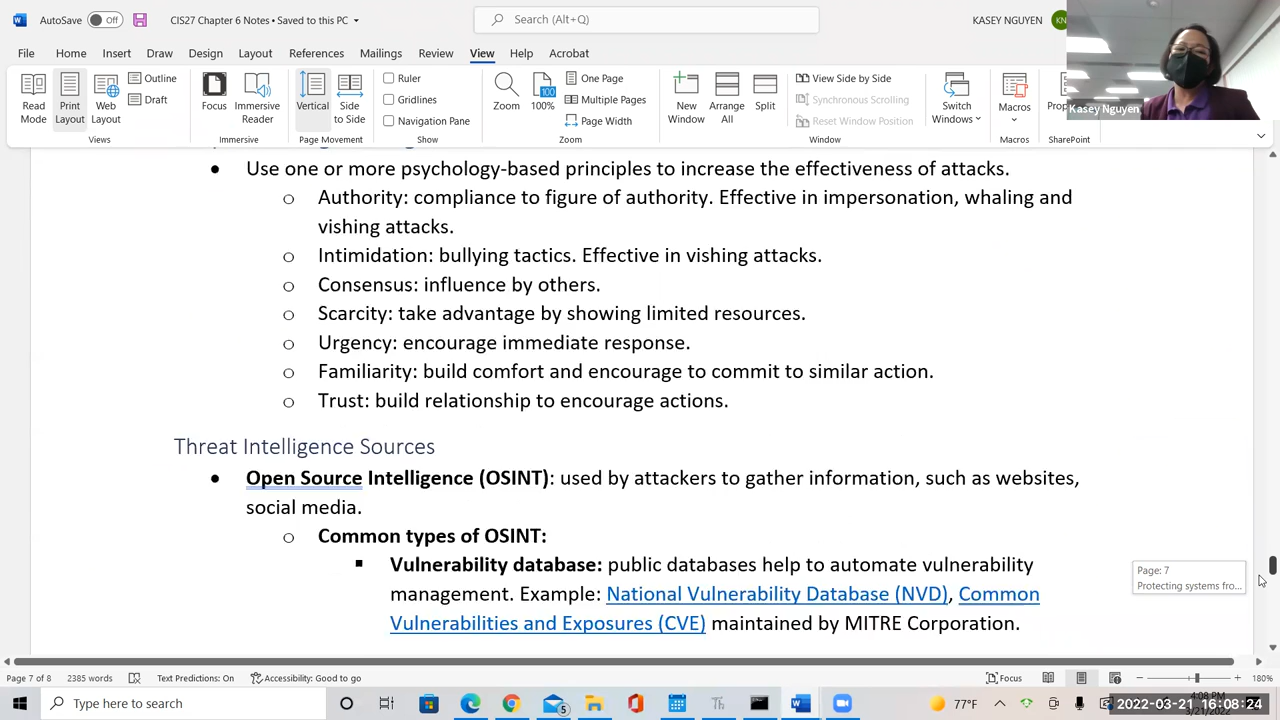 AutoSave Off CIS27 Chapter 6 Notes • Saved to this PC Search (Alt+Q) KASEY NGUYEN KN
File Home Insert Draw Design Layout References Mailings Review View Help Acrobat
Read Mode Print Layout Web Layout Outline Draft
Focus Immersive Reader
Vertical Side to Side
Ruler Gridlines Navigation Pane
Zoom 100% One Page Multiple Pages Page Width
New Window Arrange All Split View Side by Side Synchronous Scrolling Reset Window Position Switch Windows
Macros
Kasey Nguyen
Views Immersive Page Movement Show Zoom Window Macros SharePoint
Use one or more psychology-based principles to increase the effectiveness of attacks.
Authority: compliance to figure of authority. Effective in impersonation, whaling and
vishing attacks.
Intimidation: bullying tactics. Effective in vishing attacks.
Consensus: influence by others.
Scarcity: take advantage by showing limited resources.
Urgency: encourage immediate response.
Familiarity: build comfort and encourage to commit to similar action.
Trust: build relationship to encourage actions.
Threat Intelligence Sources
Open Source Intelligence (OSINT): used by attackers to gather information, such as websites,
social media.
Common types of OSINT:
Vulnerability database: public databases help to automate vulnerability
management. Example: National Vulnerability Database (NVD), Common
Vulnerabilities and Exposures (CVE) maintained by MITRE Corporation.
Page: 7
Protecting systems fro...
Page 7 of 8 2385 words Text Predictions: On Accessibility: Good to go Focus 180%
Type here to search 5 77°F 4:08 PM
2022-03-21 16:08:24